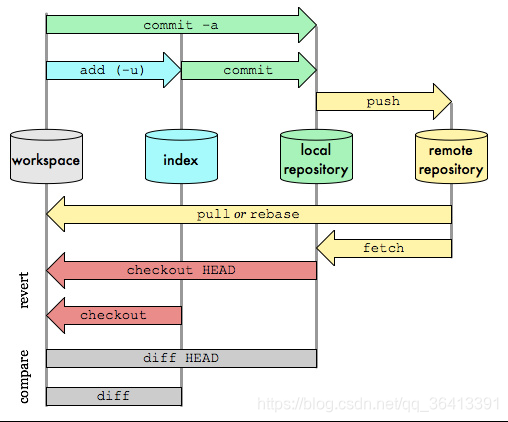 commit -a
add (-u)
commit
push
workspace
index
local
repository
remote
repository
pull or rebase
fetch
checkout HEAD
revert
checkout
compare
diff HEAD
diff
https://blog.csdn.net/qq_36413391